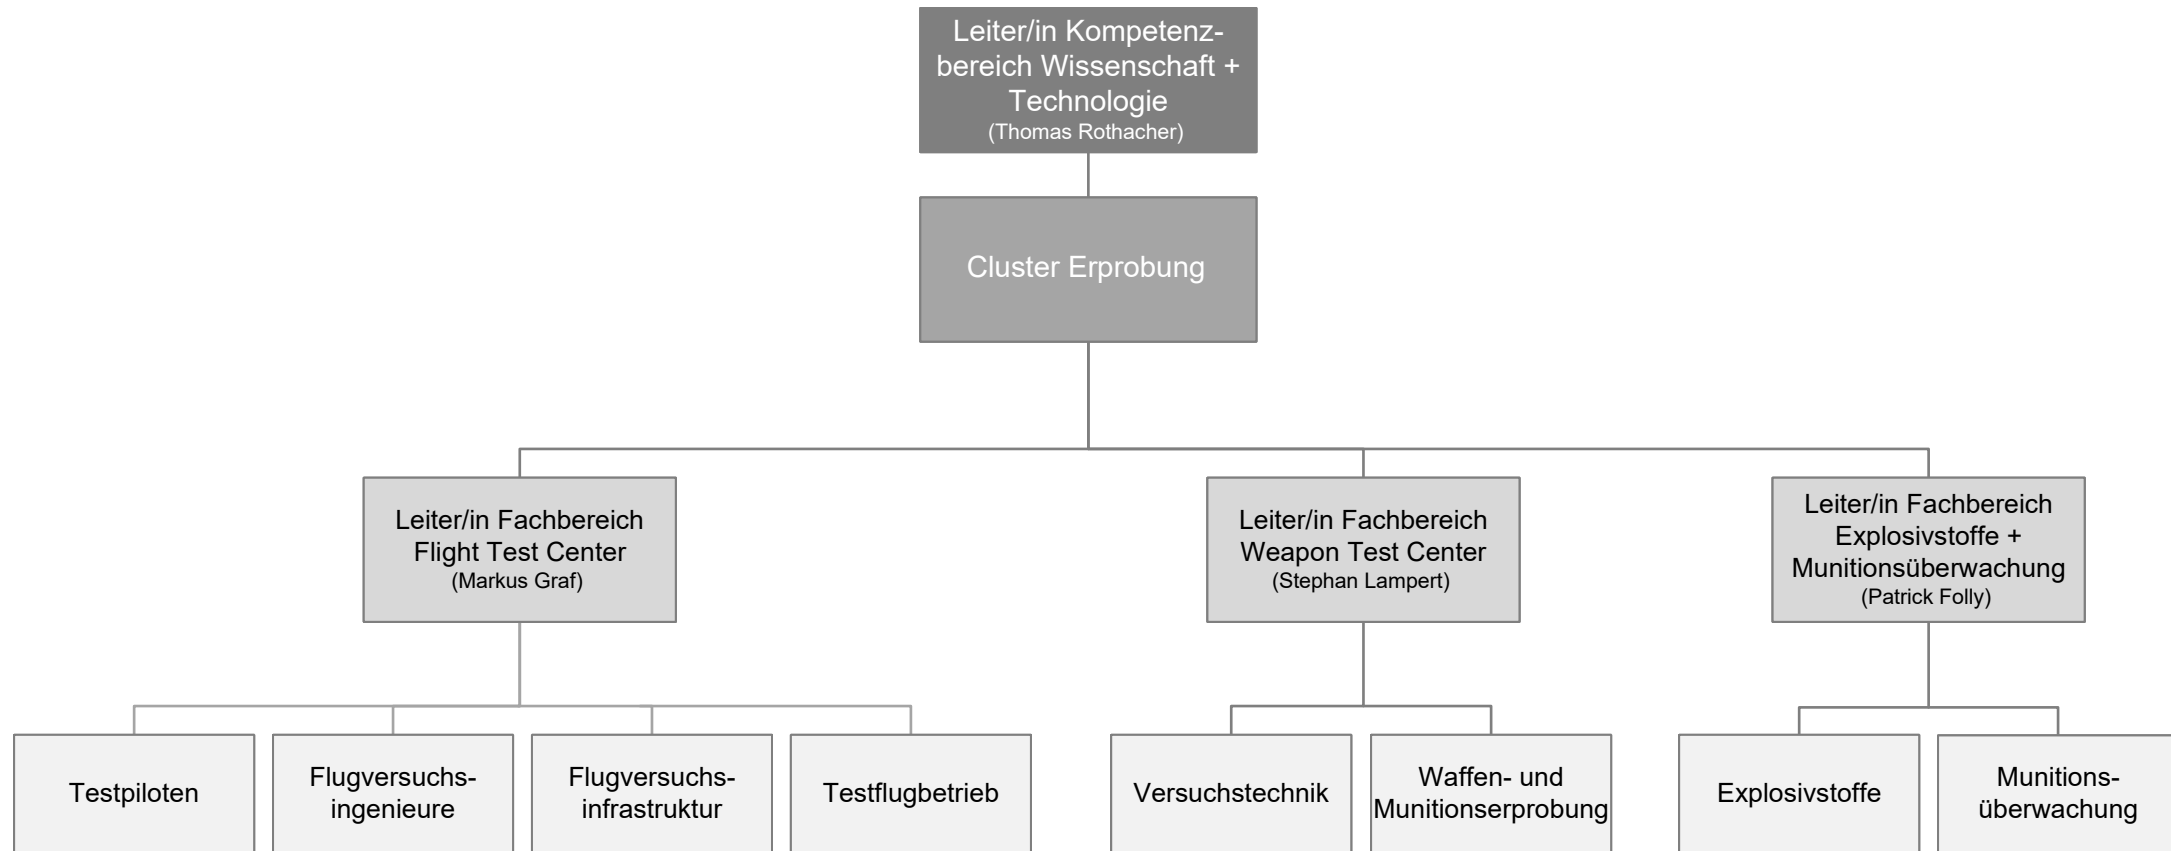 Leiter/in Kompetenz-
bereich Wissenschaft +
Technologie
(Thomas Rothacher)
Cluster Erprobung
Leiter/in Fachbereich
Flight Test Center
(Markus Graf)
Leiter/in Fachbereich
Weapon Test Center
(Stephan Lampert)
Leiter/in Fachbereich
Explosivstoffe +
Munitionsüberwachung
(Patrick Folly)
Testpiloten
Flugversuchs-
ingenieure
Flugversuchs-
infrastruktur
Testflugbetrieb
Versuchstechnik
Waffen- und
Munitionserprobung
Explosivstoffe
Munitions-
überwachung